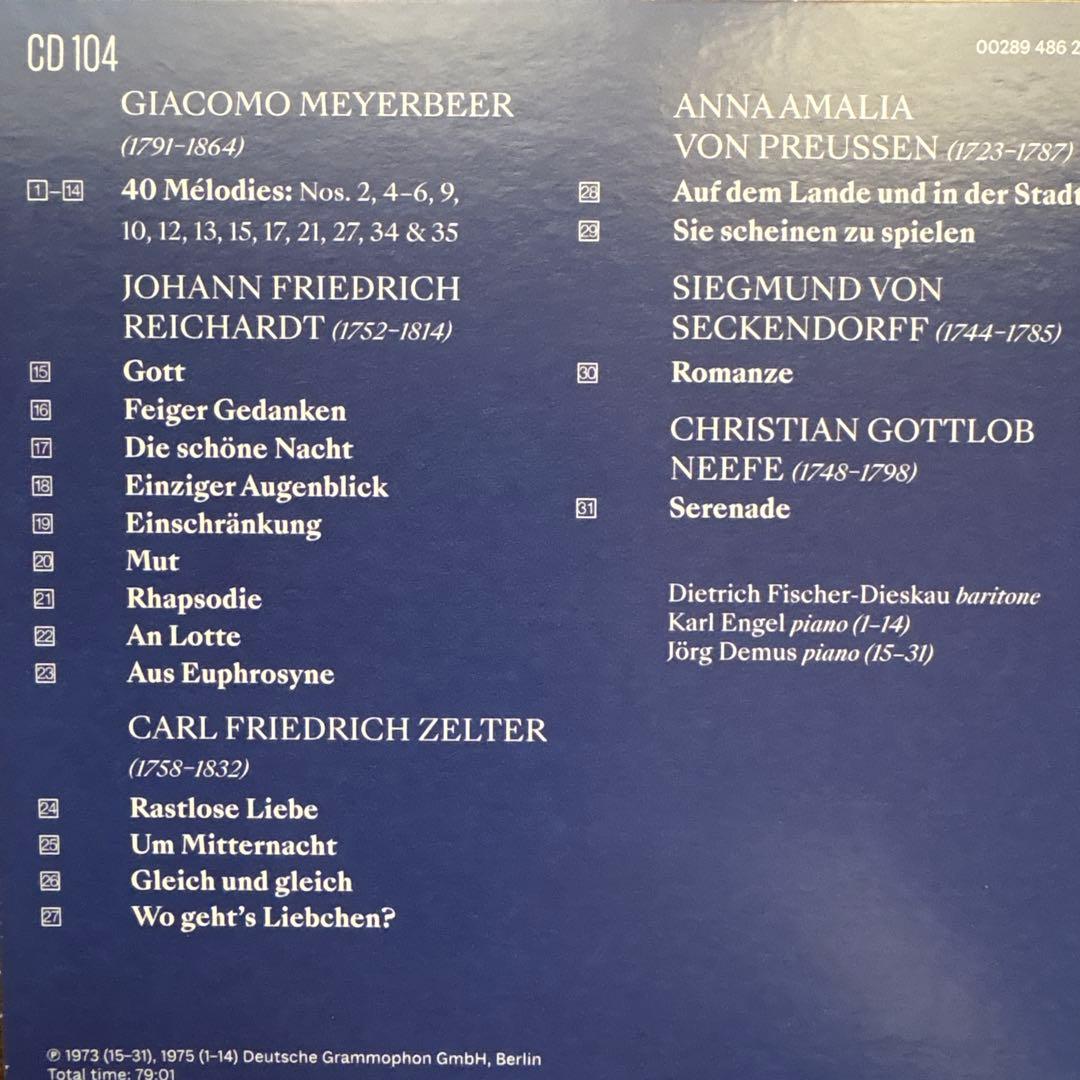 CD 104
00289 486 2
GIACOMO MEYERBEER
(1791–1864)
1–14 40 Mélodies: Nos. 2, 4–6, 9,
10, 12, 13, 15, 17, 21, 27, 34 & 35
JOHANN FRIEDRICH
REICHARDT (1752–1814)
15 Gott
16 Feiger Gedanken
17 Die schöne Nacht
18 Einziger Augenblick
19 Einschränkung
20 Mut
21 Rhapsodie
22 An Lotte
23 Aus Euphrosyne
CARL FRIEDRICH ZELTER
(1758–1832)
24 Rastlose Liebe
25 Um Mitternacht
26 Gleich und gleich
27 Wo geht's Liebchen?
ANNA AMALIA
VON PREUSSEN (1723–1787)
28 Auf dem Lande und in der Stadt
29 Sie scheinen zu spielen
SIEGMUND VON
SECKENDORFF (1744–1785)
30 Romanze
CHRISTIAN GOTTLOB
NEEFE (1748–1798)
31 Serenade
Dietrich Fischer-Dieskau baritone
Karl Engel piano (1–14)
Jörg Demus piano (15–31)
℗ 1973 (15–31), 1975 (1–14) Deutsche Grammophon GmbH, Berlin
Total time: 79:01